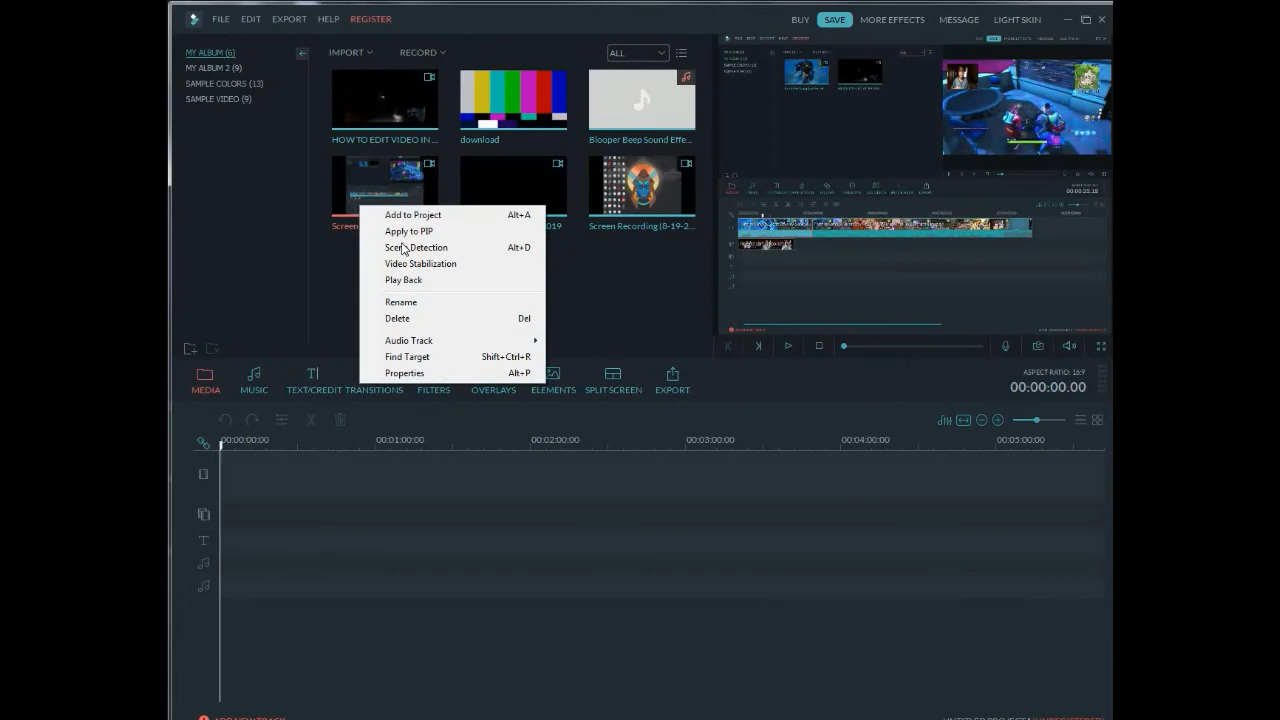 FILE EDIT EXPORT HELP REGISTER
BUY SAVE MORE EFFECTS MESSAGE LIGHT SKIN
MY ALBUM (6)
MY ALBUM 2 (9)
SAMPLE COLORS (13)
SAMPLE VIDEO (9)
IMPORT RECORD ALL
HOW TO EDIT VIDEO IN ... download Blooper Beep Sound Effe...
Screen 019 Screen Recording (8-19-2...
Add to Project Alt+A
Apply to PIP
Scene Detection Alt+D
Video Stabilization
Play Back
Rename
Delete Del
Audio Track
Find Target Shift+Ctrl+R
Properties Alt+P
MEDIA MUSIC TEXT/CREDIT TRANSITIONS FILTERS OVERLAYS ELEMENTS SPLIT SCREEN EXPORT
ASPECT RATIO: 16:9
00:00:00.00
00:00:00:00 00:01:00:00 00:02:00:00 00:03:00:00 00:04:00:00 00:05:00:00